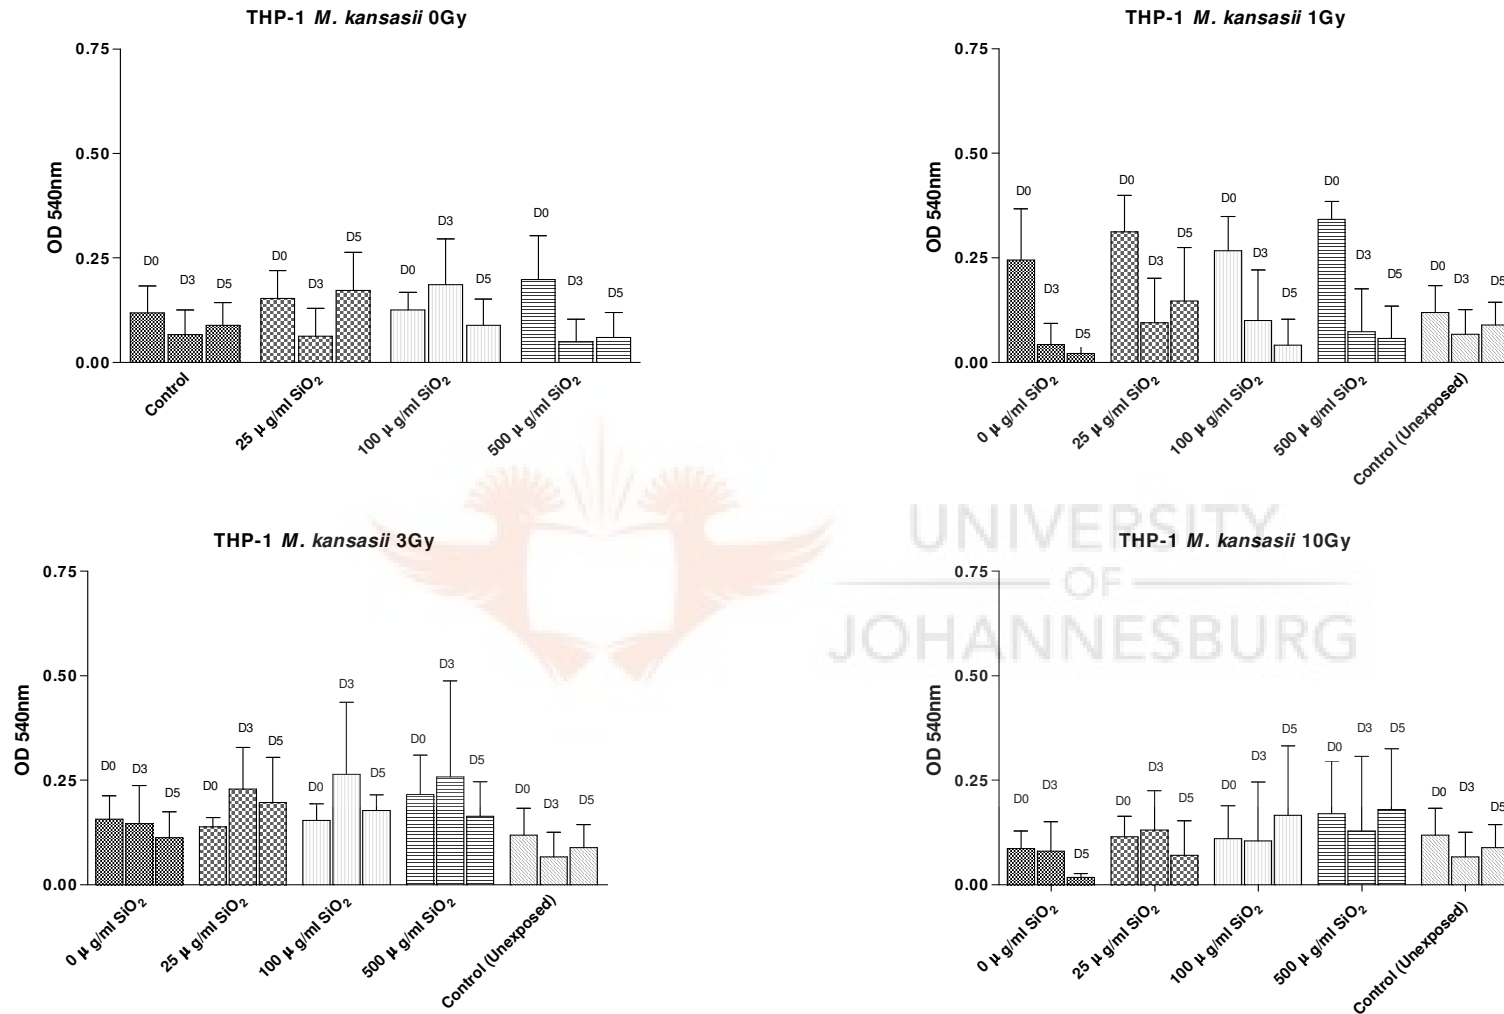 THP-1 M. kansasii 0Gy
0.75
0.50
0.25
0.00
OD 540nm
D0
D3
D5
D0
D3
D5
D0
D3
D5
D0
D3
D5
Control
25 µ g/ml SiO2
100 µ g/ml SiO2
500 µ g/ml SiO2
THP-1 M. kansasii 1Gy
0.75
0.50
0.25
0.00
OD 540nm
D0
D3
D5
D0
D3
D5
D0
D3
D5
D0
D3
D5
D0
D3
D5
0 µ g/ml SiO2
25 µ g/ml SiO2
100 µ g/ml SiO2
500 µ g/ml SiO2
Control (Unexposed)
UNIVERSITY
OF
JOHANNESBURG
THP-1 M. kansasii 3Gy
0.75
0.50
0.25
0.00
OD 540nm
D0
D3
D5
D0
D3
D5
D0
D3
D5
D0
D3
D5
D0
D3
D5
0 µ g/ml SiO2
25 µ g/ml SiO2
100 µ g/ml SiO2
500 µ g/ml SiO2
Control (Unexposed)
THP-1 M. kansasii 10Gy
0.75
0.50
0.25
0.00
OD 540nm
D0
D3
D5
D0
D3
D5
D0
D3
D5
D0
D3
D5
D0
D3
D5
0 µ g/ml SiO2
25 µ g/ml SiO2
100 µ g/ml SiO2
500 µ g/ml SiO2
Control (Unexposed)